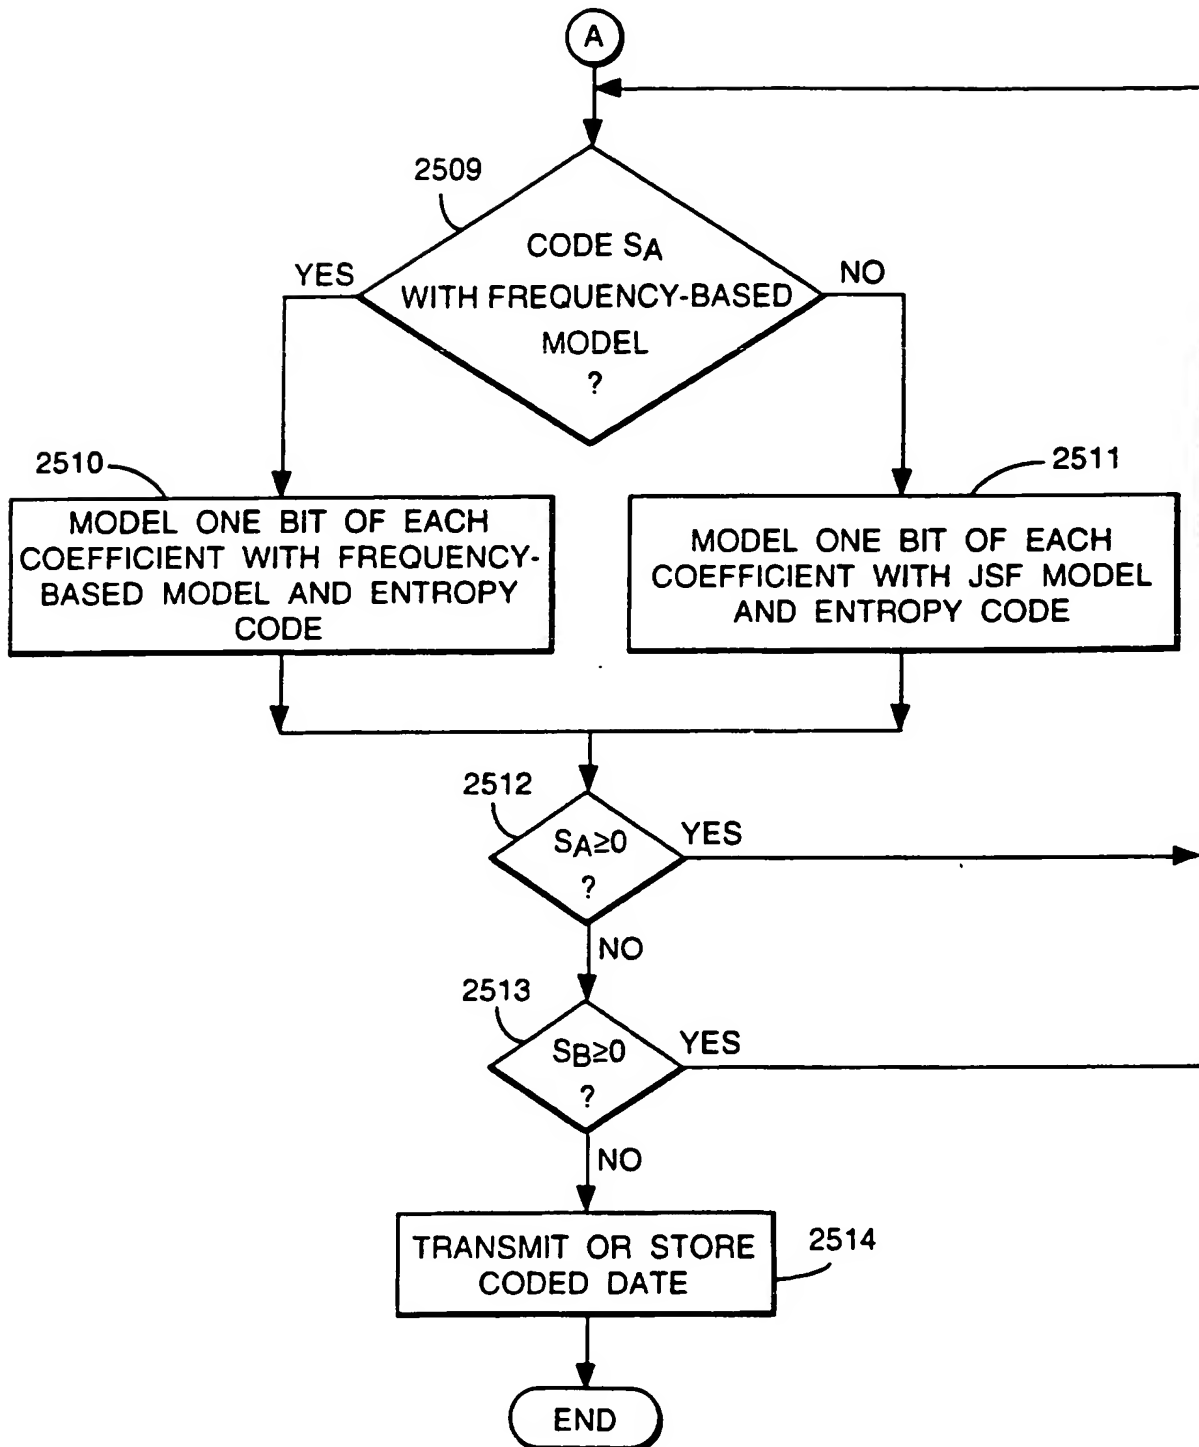 A
2509
CODE SA
WITH FREQUENCY-BASED
MODEL
?
YES
NO
2510
MODEL ONE BIT OF EACH
COEFFICIENT WITH FREQUENCY-
BASED MODEL AND ENTROPY
CODE
2511
MODEL ONE BIT OF EACH
COEFFICIENT WITH JSF MODEL
AND ENTROPY CODE
2512
SA≥0
?
YES
NO
2513
SB≥0
?
YES
NO
TRANSMIT OR STORE
CODED DATE
2514
END